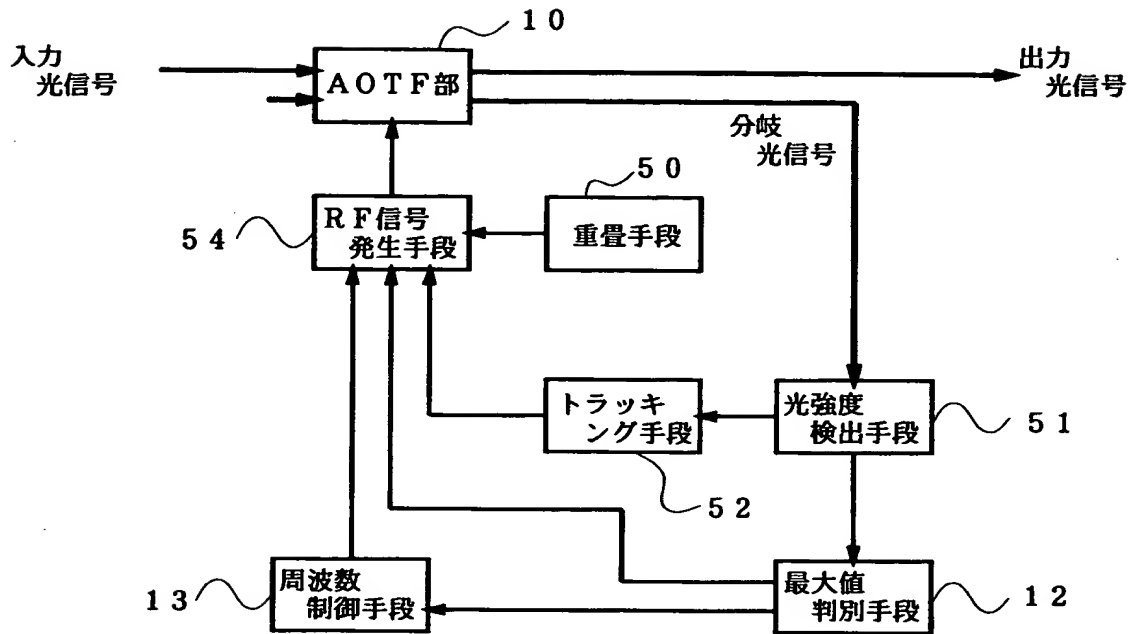 １０
入力
光信号
ＡＯＴＦ部
出力
光信号
分岐
光信号
５０
ＲＦ信号
発生手段
５４
重畳手段
トラッキ
ング手段
５２
光強度
検出手段
５１
周波数
制御手段
１３
最大値
判別手段
１２